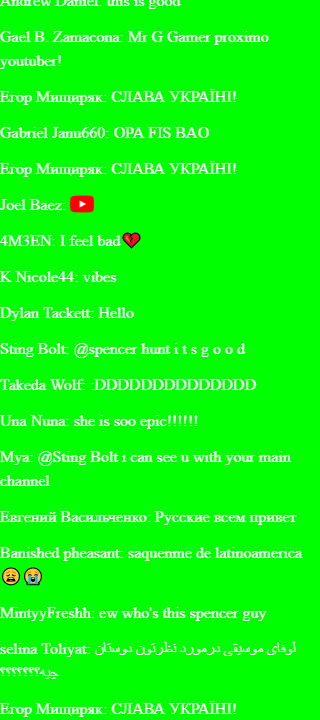 Andrew Daniel: this is good
Gael B. Zamacona: Mr G Gamer proximo
youtuber!
Егор Мищиряк: СЛАВА УКРАЇНІ!
Gabriel Janu660: OPA FIS BAO
Егор Мищиряк: СЛАВА УКРАЇНІ!
Joel Baez:
4M3EN: I feel bad💔
K Nicole44: vibes
Dylan Tackett: Hello
Sting Bolt: @spencer hunt i t s g o o d
Takeda Wolf: :DDDDDDDDDDDDDD
Una Nuna: she is soo epic!!!!!!
Mya: @Sting Bolt i can see u with your main
channel
Евгений Васильченко: Русские всем привет
Banished pheasant: saquenme de latinoamerica
😩😭
MintyyFreshh: ew who's this spencer guy
selina Toliyat: لوفای موسیقی درمورد نظرتون دوستان
چیه؟؟؟؟؟؟؟
Егор Мищиряк: СЛАВА УКРАЇНІ!